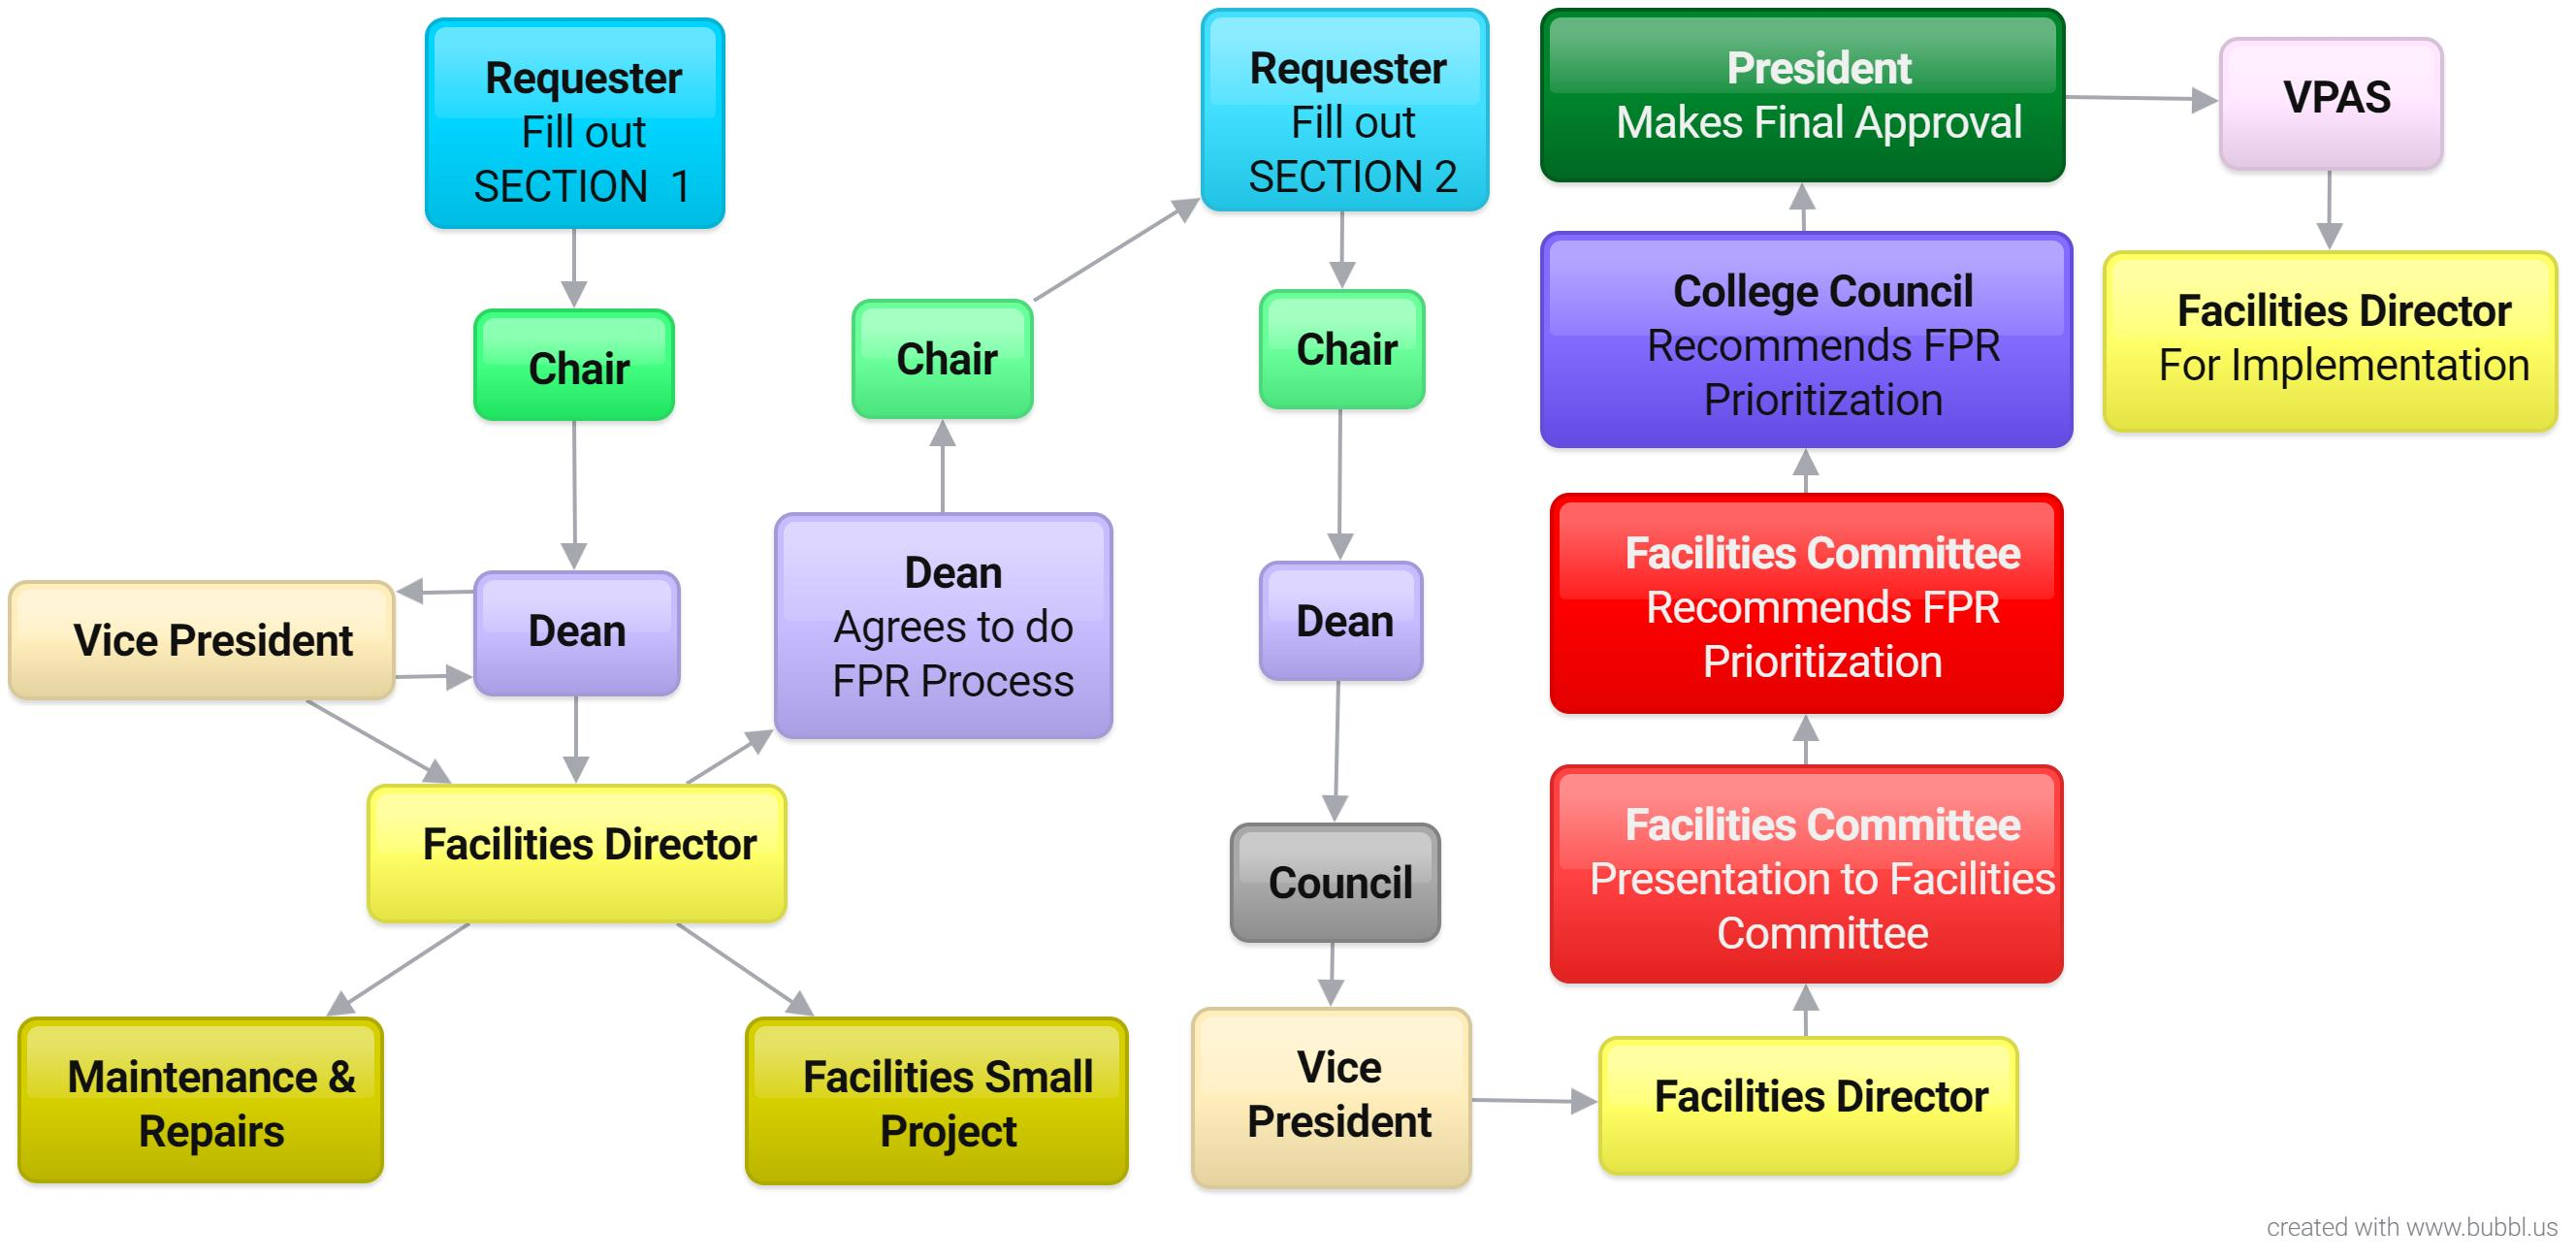 Requester
Fill out
SECTION 1
Chair
Vice President
Dean
Facilities Director
Maintenance &
Repairs
Facilities Small
Project
Dean
Agrees to do
FPR Process
Chair
Requester
Fill out
SECTION 2
Chair
Dean
Council
Vice
President
Facilities Director
Facilities Committee
Presentation to Facilities
Committee
Facilities Committee
Recommends FPR
Prioritization
College Council
Recommends FPR
Prioritization
President
Makes Final Approval
VPAS
Facilities Director
For Implementation
created with www.bubbl.us